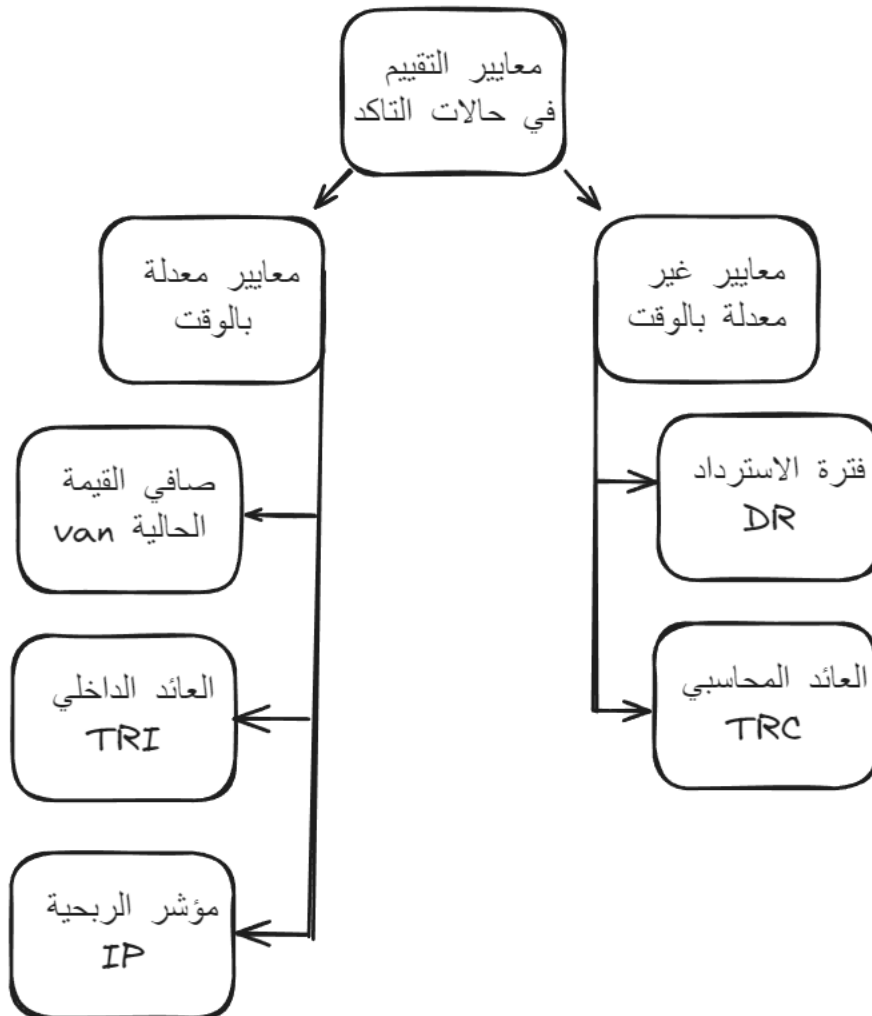 معايير التقييم
في حالات التاكد
معايير غير
معدلة بالوقت
فترة الاسترداد
DR
العائد المحاسبي
TRC
معايير معدلة
بالوقت
صافي القيمة
الحالية van
العائد الداخلي
TRI
مؤشر الربحية
IP